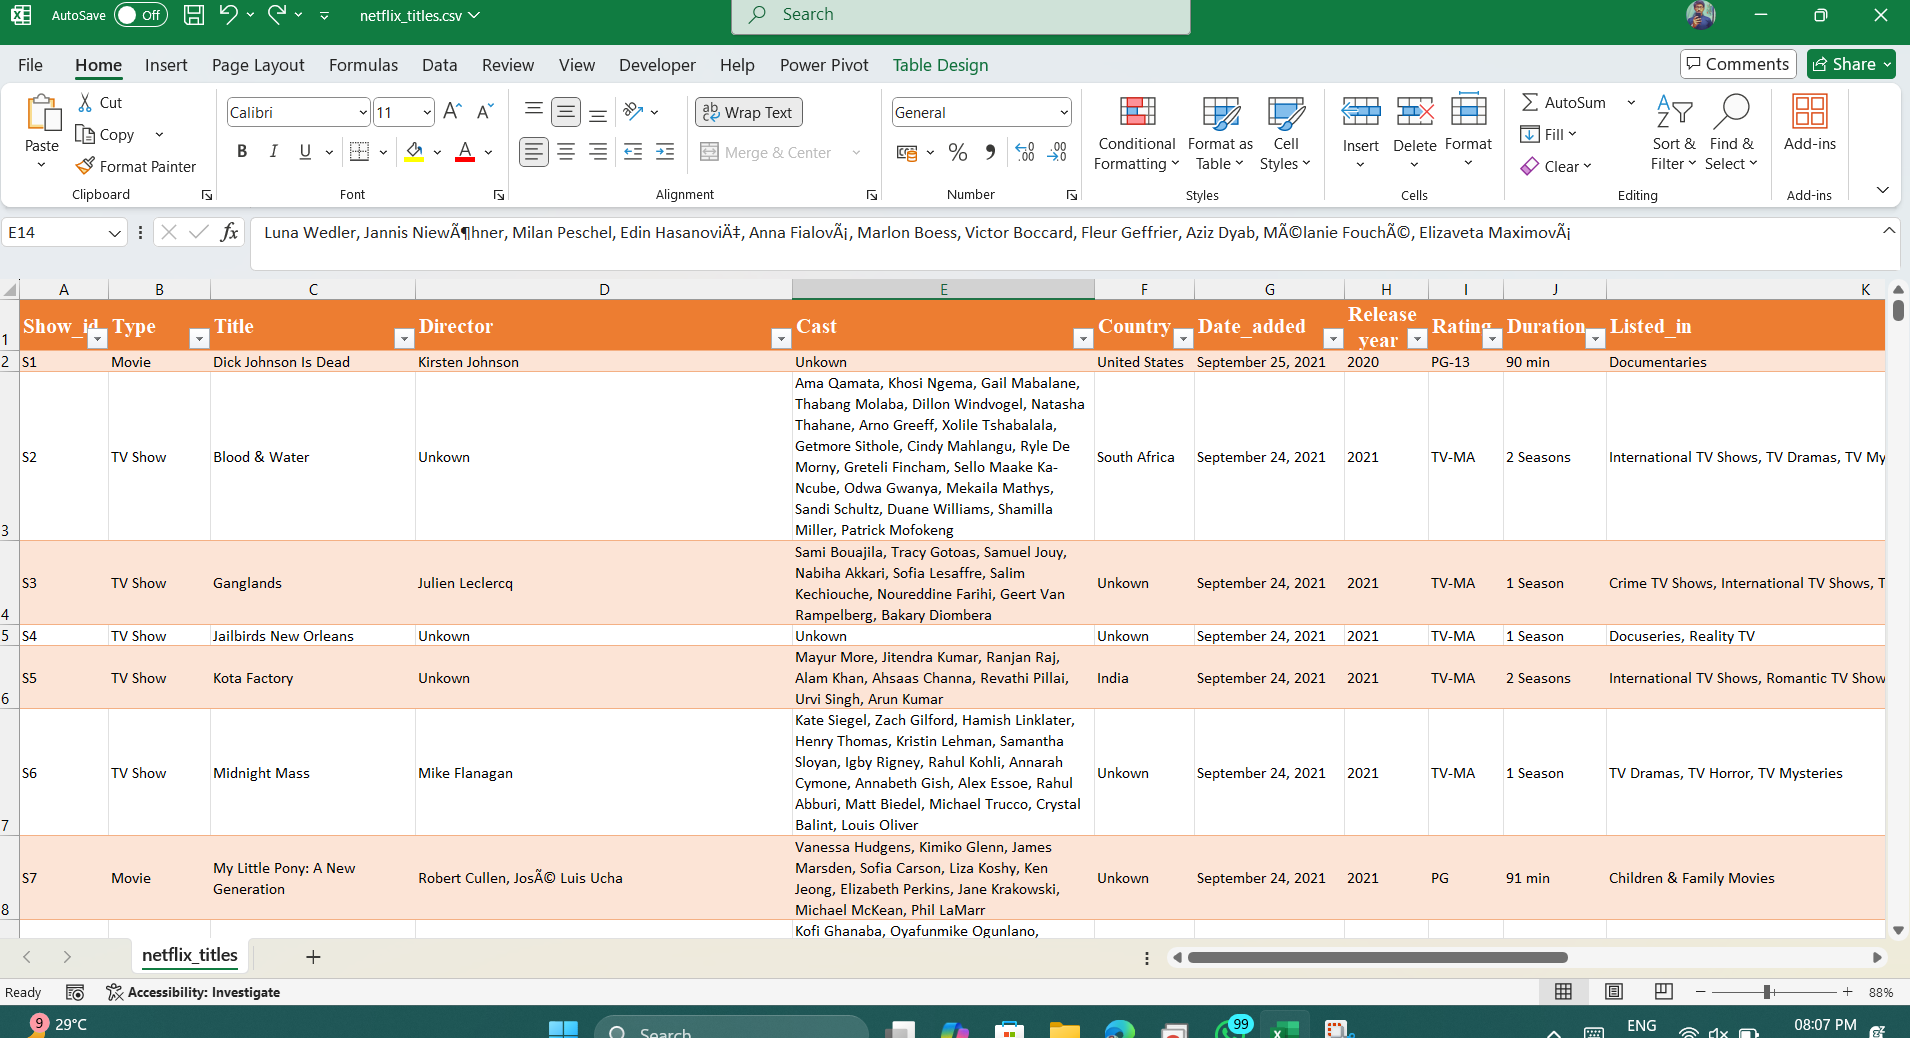 AutoSave Off netflix_titles.csv Search
File Home Insert Page Layout Formulas Data Review View Developer Help Power Pivot Table Design Comments Share
Cut Calibri 11 Wrap Text General AutoSum
Copy Fill
Paste Format Painter B I U Merge & Center % Conditional Formatting Format as Table Cell Styles Insert Delete Format Clear Sort & Filter Find & Select Add-ins
Clipboard Font Alignment Number Styles Cells Editing Add-ins
E14 fx Luna Wedler, Jannis NiewÃ¶hner, Milan Peschel, Edin HasanoviÄ‡, Anna FialovÃ¡, Marlon Boess, Victor Boccard, Fleur Geffrier, Aziz Dyab, MÃ©lanie FouchÃ©, Elizaveta MaximovÃ¡
A B C D E F G H I J K
1 Show_id Type Title Director Cast Country Date_added Release year Rating Duration Listed_in
2 S1 Movie Dick Johnson Is Dead Kirsten Johnson Unkown United States September 25, 2021 2020 PG-13 90 min Documentaries
Ama Qamata, Khosi Ngema, Gail Mabalane,
Thabang Molaba, Dillon Windvogel, Natasha
Thahane, Arno Greeff, Xolile Tshabalala,
Getmore Sithole, Cindy Mahlangu, Ryle De
S2 TV Show Blood & Water Unkown Morny, Greteli Fincham, Sello Maake Ka- South Africa September 24, 2021 2021 TV-MA 2 Seasons International TV Shows, TV Dramas, TV My
Ncube, Odwa Gwanya, Mekaila Mathys,
Sandi Schultz, Duane Williams, Shamilla
3 Miller, Patrick Mofokeng
Sami Bouajila, Tracy Gotoas, Samuel Jouy,
S3 TV Show Ganglands Julien Leclercq Nabiha Akkari, Sofia Lesaffre, Salim Unkown September 24, 2021 2021 TV-MA 1 Season Crime TV Shows, International TV Shows, T
Kechiouche, Noureddine Farihi, Geert Van
4 Rampelberg, Bakary Diombera
5 S4 TV Show Jailbirds New Orleans Unkown Unkown Unkown September 24, 2021 2021 TV-MA 1 Season Docuseries, Reality TV
Mayur More, Jitendra Kumar, Ranjan Raj,
S5 TV Show Kota Factory Unkown Alam Khan, Ahsaas Channa, Revathi Pillai, India September 24, 2021 2021 TV-MA 2 Seasons International TV Shows, Romantic TV Show
6 Urvi Singh, Arun Kumar
Kate Siegel, Zach Gilford, Hamish Linklater,
Henry Thomas, Kristin Lehman, Samantha
Sloyan, Igby Rigney, Rahul Kohli, Annarah
S6 TV Show Midnight Mass Mike Flanagan Cymone, Annabeth Gish, Alex Essoe, Rahul Unkown September 24, 2021 2021 TV-MA 1 Season TV Dramas, TV Horror, TV Mysteries
Abburi, Matt Biedel, Michael Trucco, Crystal
7 Balint, Louis Oliver
Vanessa Hudgens, Kimiko Glenn, James
S7 Movie My Little Pony: A New Generation Robert Cullen, JosÃ© Luis Ucha Marsden, Sofia Carson, Liza Koshy, Ken Unkown September 24, 2021 2021 PG 91 min Children & Family Movies
Jeong, Elizabeth Perkins, Jane Krakowski,
8 Michael McKean, Phil LaMarr
Kofi Ghanaba, Oyafunmike Ogunlano,
netflix_titles
Ready Accessibility: Investigate 88%
9 29°C Search 99 ENG 08:07 PM